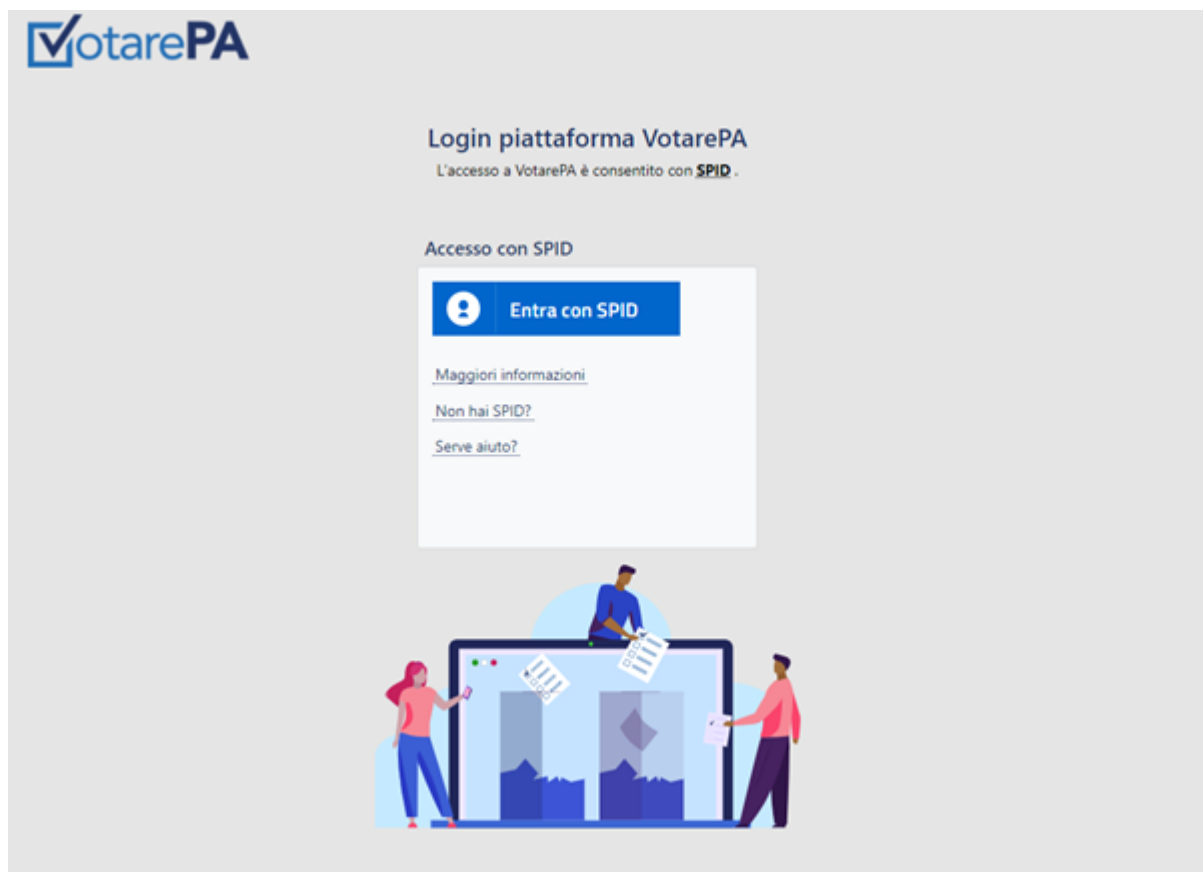 VotarePA
Login piattaforma VotarePA
L'accesso a VotarePA è consentito con SPID .
Accesso con SPID
Entra con SPID
Maggiori informazioni
Non hai SPID?
Serve aiuto?